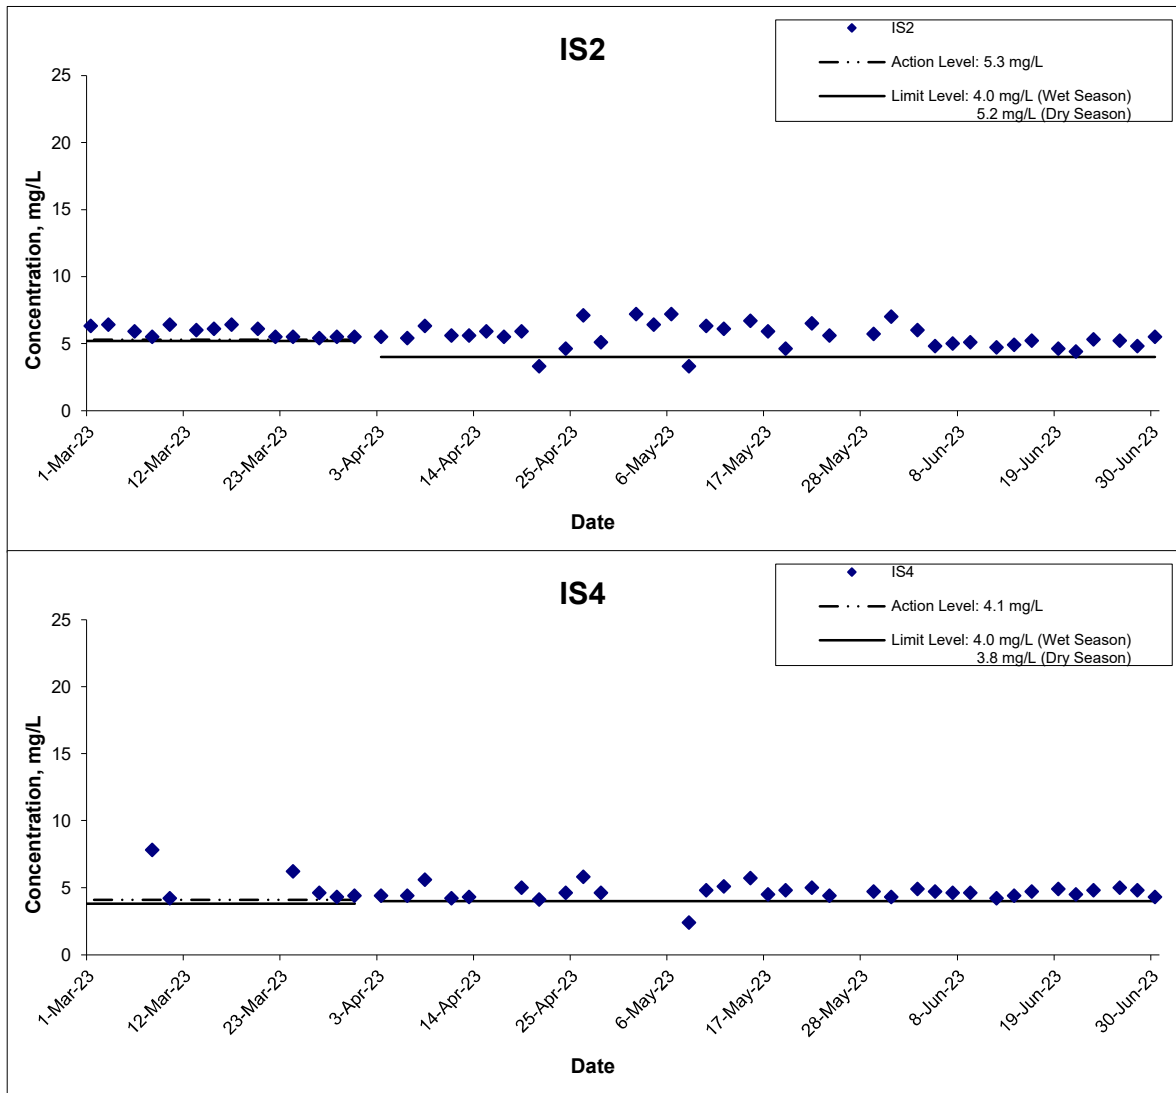 IS2
IS2
Action Level: 5.3 mg/L
Limit Level: 4.0 mg/L (Wet Season)
5.2 mg/L (Dry Season)
Concentration, mg/L
25
20
15
10
5
0
1-Mar-23
12-Mar-23
23-Mar-23
3-Apr-23
14-Apr-23
25-Apr-23
6-May-23
17-May-23
28-May-23
8-Jun-23
19-Jun-23
30-Jun-23
Date
IS4
IS4
Action Level: 4.1 mg/L
Limit Level: 4.0 mg/L (Wet Season)
3.8 mg/L (Dry Season)
Concentration, mg/L
25
20
15
10
5
0
1-Mar-23
12-Mar-23
23-Mar-23
3-Apr-23
14-Apr-23
25-Apr-23
6-May-23
17-May-23
28-May-23
8-Jun-23
19-Jun-23
30-Jun-23
Date